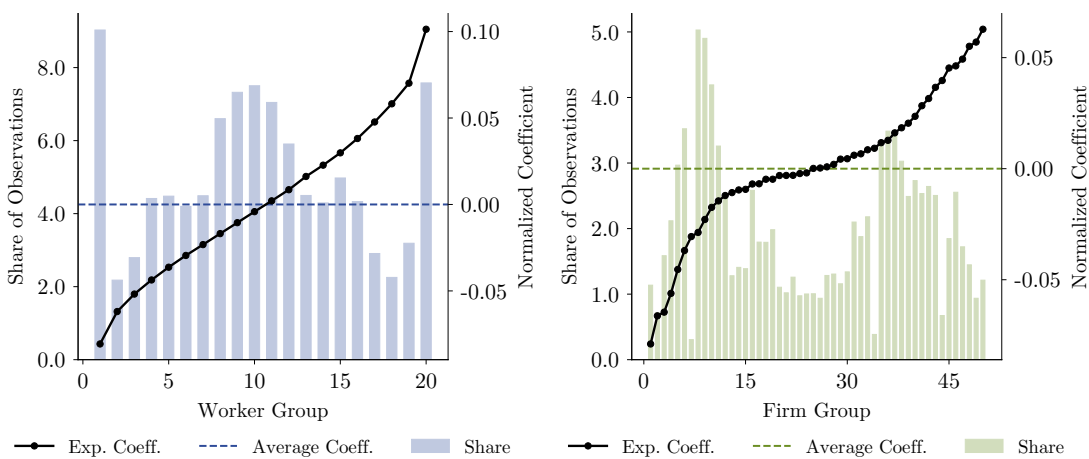 Share of Observations
8.0
6.0
4.0
2.0
0.0
0.10
0.05
0.00
-0.05
Normalized Coefficient
0
5
10
15
20
Worker Group
Exp. Coeff.
Average Coeff.
Share
Share of Observations
5.0
4.0
3.0
2.0
1.0
0.0
0.05
0.00
-0.05
Normalized Coefficient
0
15
30
45
Firm Group
Exp. Coeff.
Average Coeff.
Share